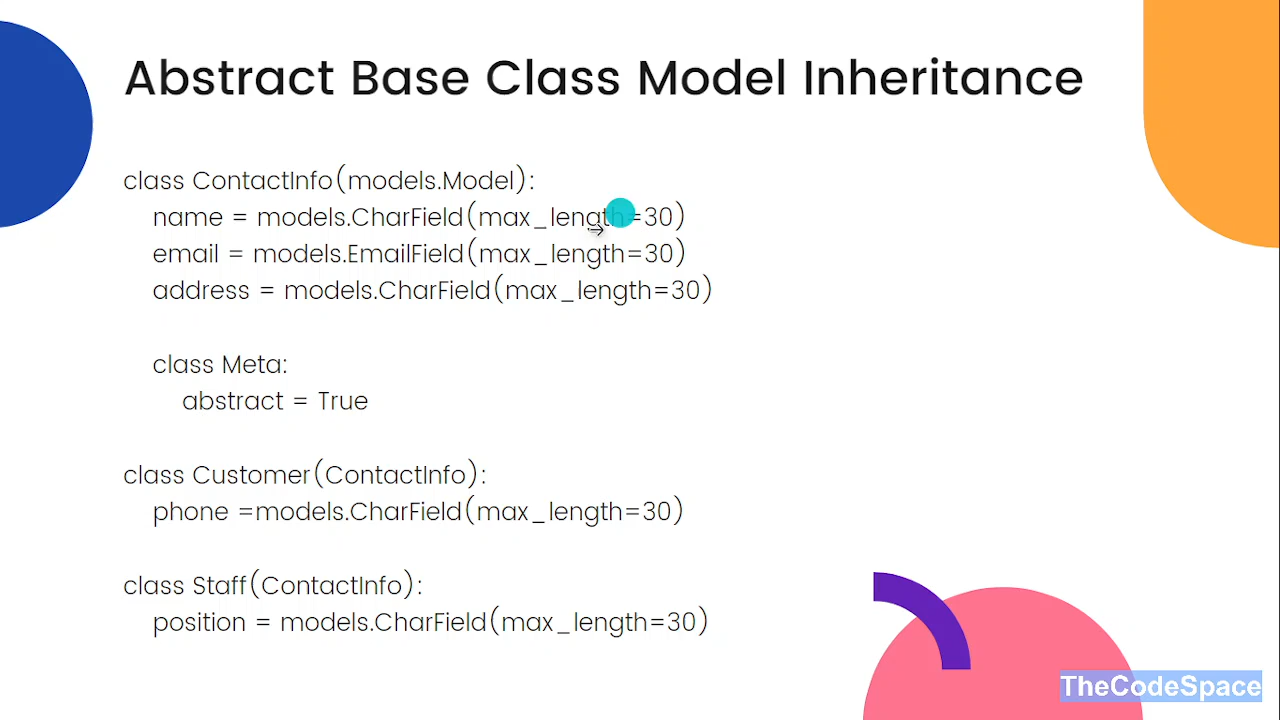 Abstract Base Class Model Inheritance
class ContactInfo(models.Model):
name = models.CharField(max_length=30)
email = models.EmailField(max_length=30)
address = models.CharField(max_length=30)
class Meta:
abstract = True
class Customer(ContactInfo):
phone =models.CharField(max_length=30)
class Staff(ContactInfo):
position = models.CharField(max_length=30)
TheCodeSpace